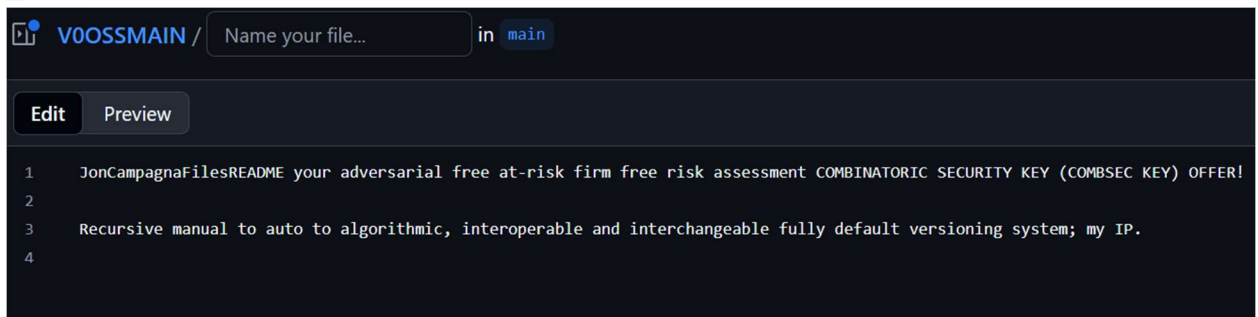 V0OSSMAIN / Name your file... in main
Edit Preview
1 JonCampagnaFilesREADME your adversarial free at-risk firm free risk assessment COMBINATORIC SECURITY KEY (COMBSEC KEY) OFFER!
2
3 Recursive manual to auto to algorithmic, interoperable and interchangeable fully default versioning system; my IP.
4